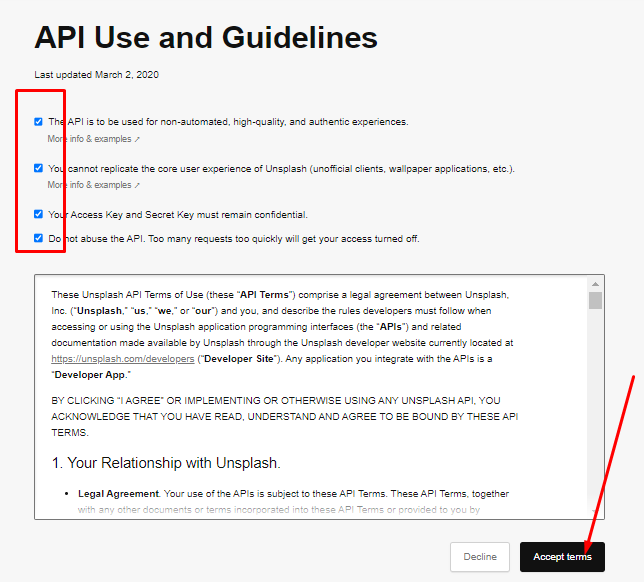 API Use and Guidelines
Last updated March 2, 2020
The API is to be used for non-automated, high-quality, and authentic experiences.
More info & examples ↗
You cannot replicate the core user experience of Unsplash (unofficial clients, wallpaper applications, etc.).
More info & examples ↗
Your Access Key and Secret Key must remain confidential.
Do not abuse the API. Too many requests too quickly will get your access turned off.
These Unsplash API Terms of Use (these “API Terms”) comprise a legal agreement between Unsplash,
Inc. (“Unsplash,” “us,” “we,” or “our”) and you, and describe the rules developers must follow when
accessing or using the Unsplash application programming interfaces (the “APIs”) and related
documentation made available by Unsplash through the Unsplash developer website currently located at
https://unsplash.com/developers (“Developer Site”). Any application you integrate with the APIs is a
“Developer App.”
BY CLICKING “I AGREE” OR IMPLEMENTING OR OTHERWISE USING ANY UNSPLASH API, YOU
ACKNOWLEDGE THAT YOU HAVE READ, UNDERSTAND AND AGREE TO BE BOUND BY THESE API
TERMS.
1. Your Relationship with Unsplash.
• Legal Agreement. Your use of the APIs is subject to these API Terms. These API Terms, together
with any other documents or terms incorporated into these API Terms or provided to you by
Decline
Accept terms